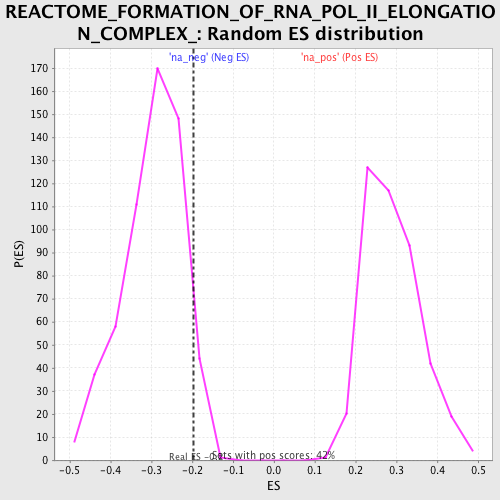 REACTOME_FORMATION_OF_RNA_POL_II_ELONGATIO
N_COMPLEX_: Random ES distribution
'na_neg' (Neg ES)
'na_pos' (Pos ES)
P(ES)
170
160
150
140
130
120
110
100
90
80
70
60
50
40
30
20
10
0
Real ES
Sets with pos scores: 42%
-0.5 -0.4 -0.3 -0.2 -0.1 0.0 0.1 0.2 0.3 0.4 0.5
ES